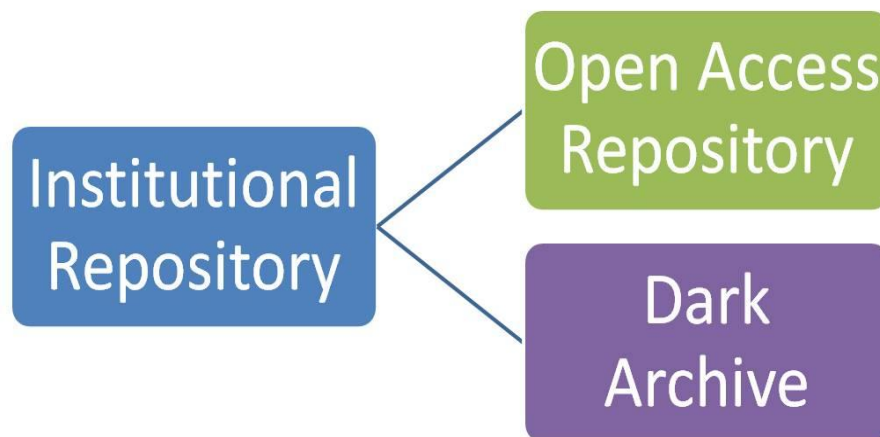 Institutional
Repository
Open Access
Repository
Dark
Archive